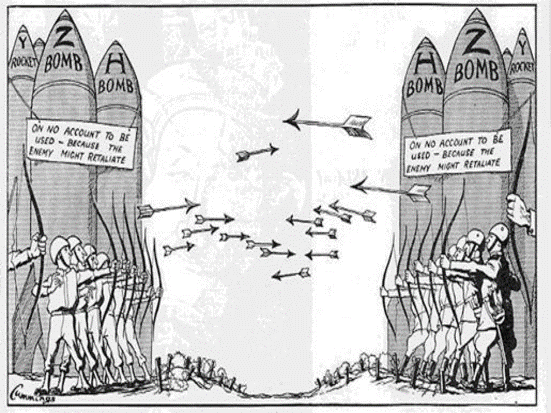 Y
ROCKET
Z
BOMB
H
BOMB
ON NO ACCOUNT TO BE
USED – BECAUSE THE
ENEMY MIGHT RETALIATE
H
BOMB
Z
BOMB
Y
ROCKET
ON NO ACCOUNT TO BE
USED – BECAUSE THE
ENEMY MIGHT RETALIATE
Cummings